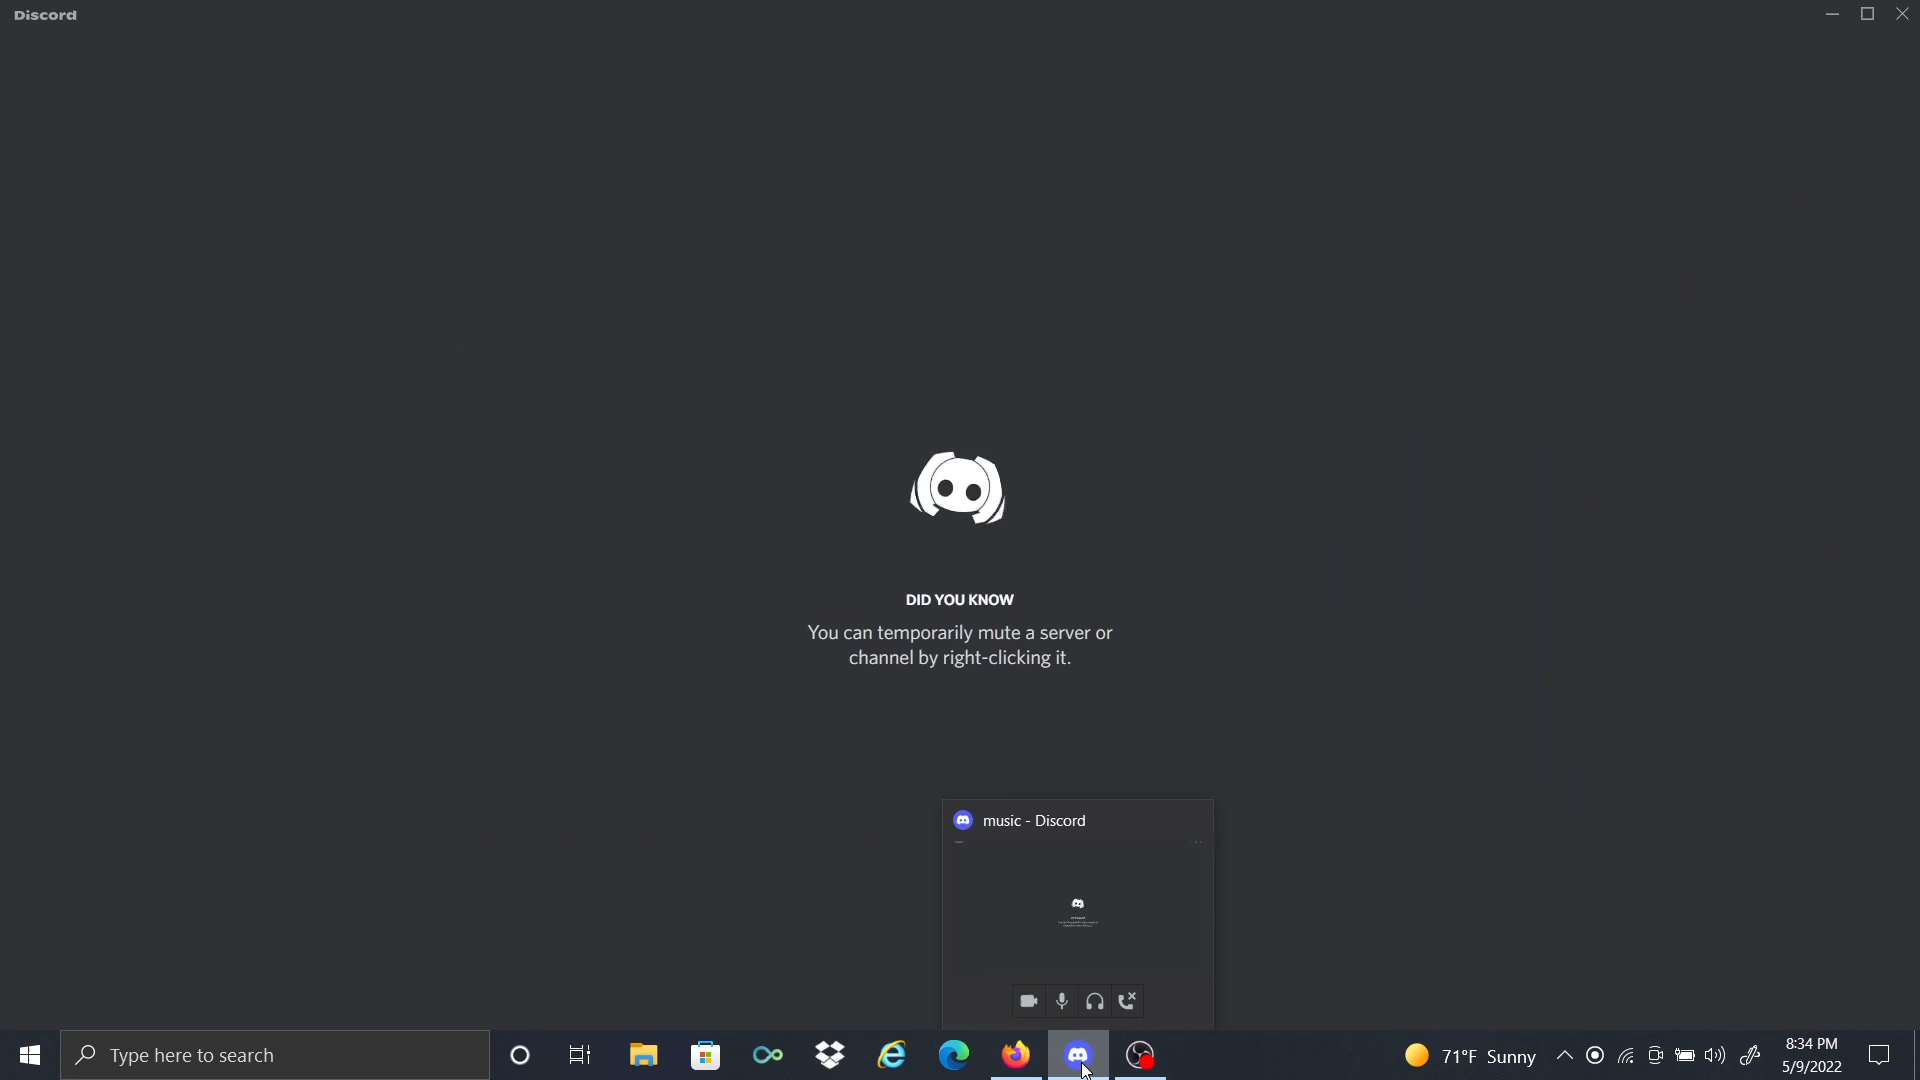 Discord
DID YOU KNOW
You can temporarily mute a server or
channel by right-clicking it.
music - Discord
Type here to search
71°F Sunny
8:34 PM
5/9/2022